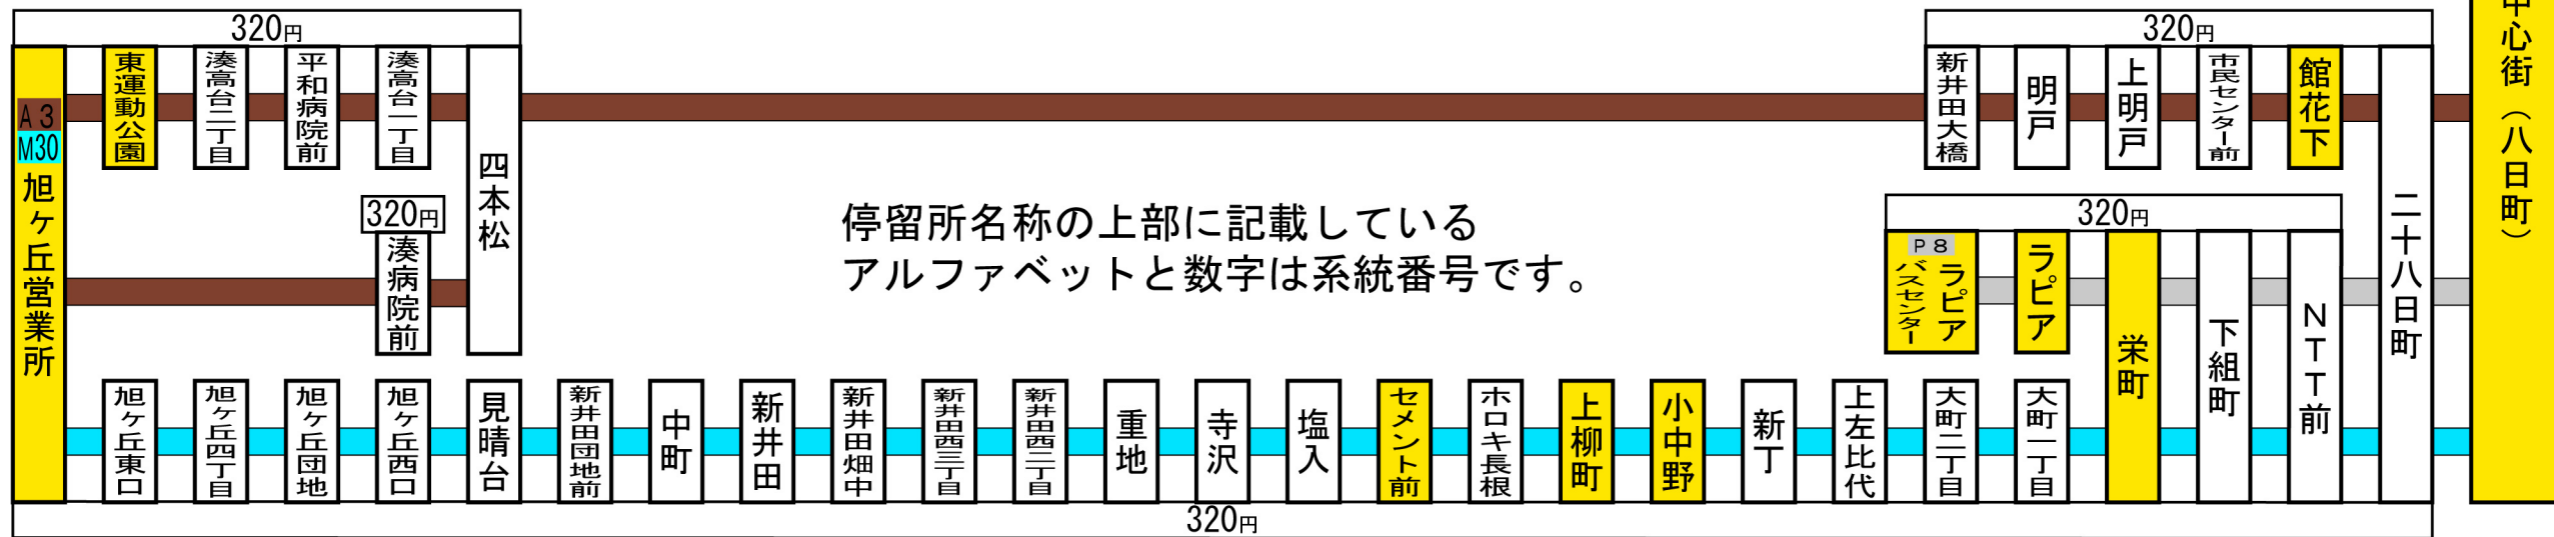 320円
320円
A3
M30
旭ヶ丘営業所
東運動公園
湊高台二丁目
平和病院前
湊高台一丁目
四本松
新井田大橋
明戸
上明戸
市民センター前
館花下
二十八日町
中心街（八日町）
320円
湊病院前
停留所名称の上部に記載している
アルファベットと数字は系統番号です。
320円
P8
ラピア
バスセンター
ラピア
栄町
下組町
NTT前
旭ヶ丘東口
旭ヶ丘四丁目
旭ヶ丘団地
旭ヶ丘西口
見晴台
新井田団地前
中町
新井田
新井田畑中
新井田西三丁目
新井田西二丁目
重地
寺沢
塩入
セメント前
ホロキ長根
上柳町
小中野
新丁
上左比代
大町二丁目
大町一丁目
320円